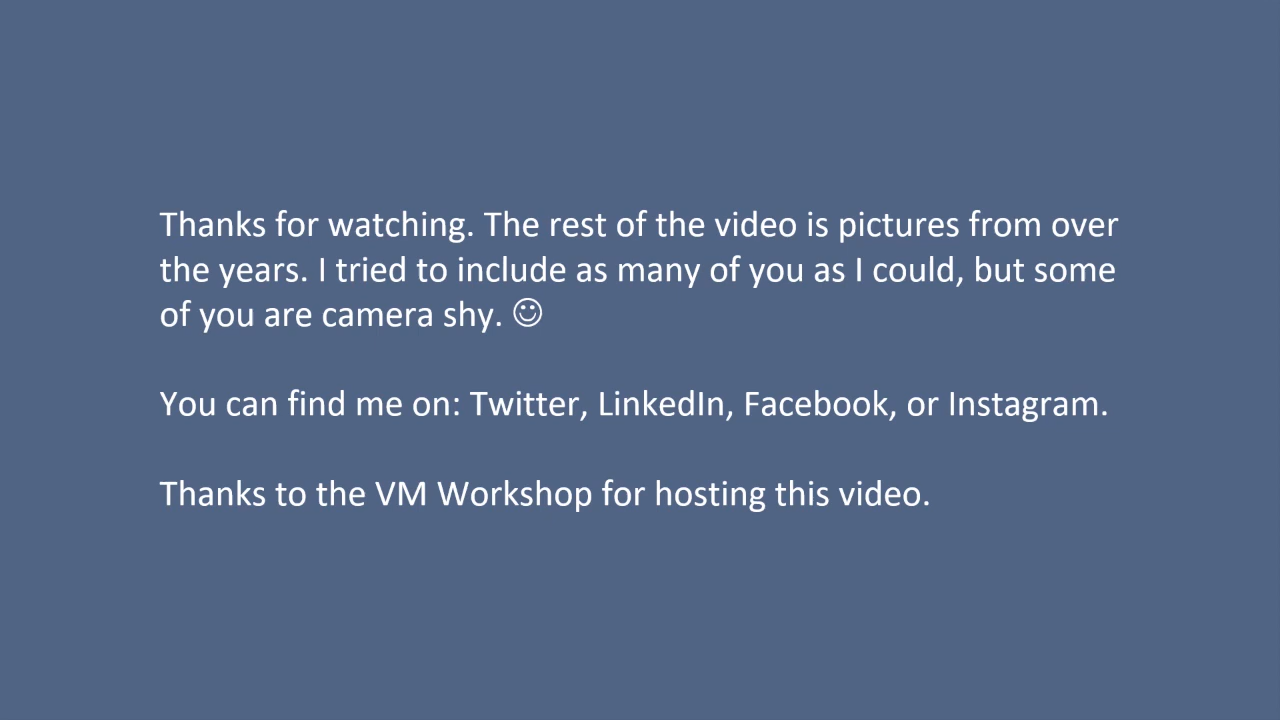 Thanks for watching. The rest of the video is pictures from over
the years. I tried to include as many of you as I could, but some
of you are camera shy. ☺
You can find me on: Twitter, LinkedIn, Facebook, or Instagram.
Thanks to the VM Workshop for hosting this video.